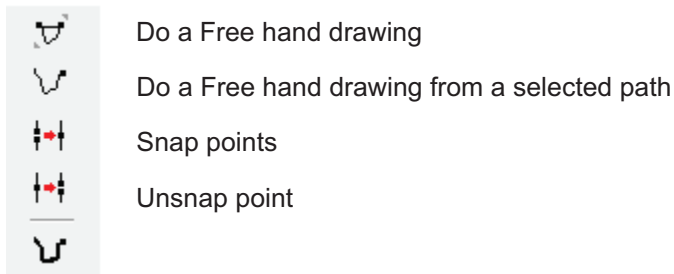 Do a Free hand drawing
Do a Free hand drawing from a selected path
Snap points
Unsnap point